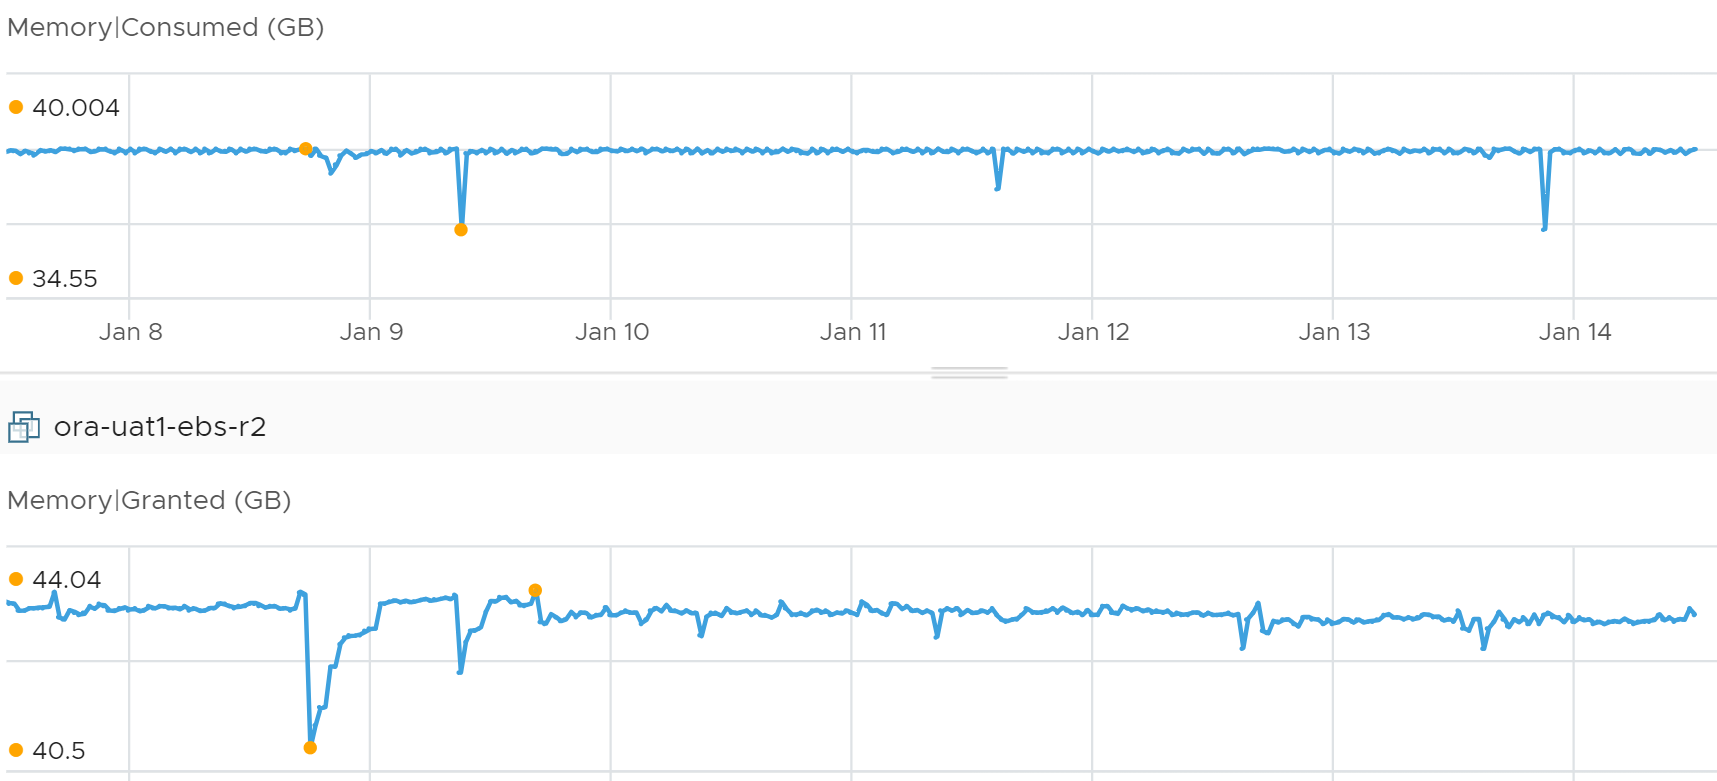 Memory|Consumed (GB)
40.004
34.55
Jan 8 Jan 9 Jan 10 Jan 11 Jan 12 Jan 13 Jan 14
ora-uat1-ebs-r2
Memory|Granted (GB)
44.04
40.5